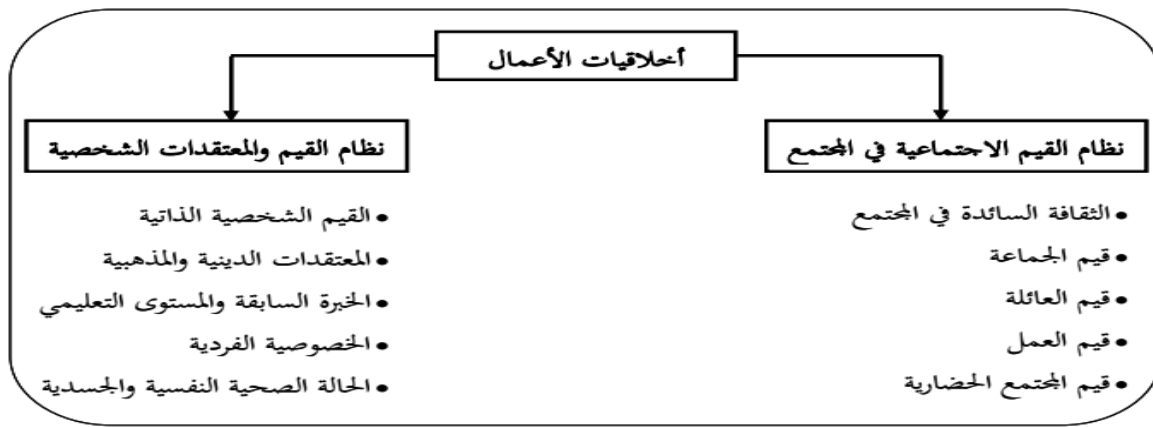 أخلاقيات الأعمال
نظام القيم الاجتماعية في المجتمع
• الثقافة السائدة في المجتمع
• قيم الجماعة
• قيم العائلة
• قيم العمل
• قيم المجتمع الحضارية
نظام القيم والمعتقدات الشخصية
• القيم الشخصية الذاتية
• المعتقدات الدينية والمذهبية
• الخبرة السابقة والمستوى التعليمي
• الخصوصية الفردية
• الحالة الصحية النفسية والجسدية